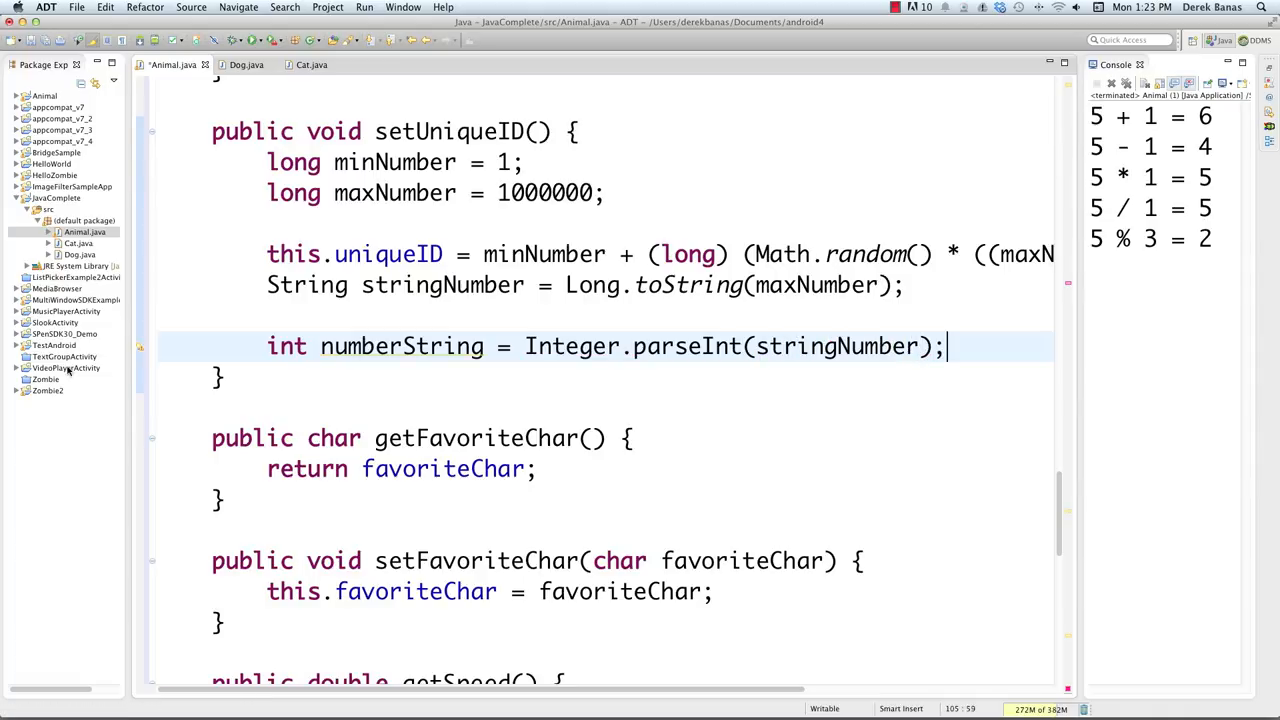 ADT File Edit Refactor Source Navigate Search Project Run Window Help 10 Mon 1:23 PM Derek Banas
Java - JavaComplete/src/Animal.java - ADT - /Users/derekbanas/Documents/android4
Quick Access Java DDMS
Package Exp
*Animal.java Dog.java Cat.java
Console
<terminated> Animal (1) [Java Application] /S
Animal
appcompat_v7
appcompat_v7_2
appcompat_v7_3
appcompat_v7_4
BridgeSample
HelloWorld
HelloZombie
ImageFilterSampleApp
JavaComplete
src
(default package)
Animal.java
Cat.java
Dog.java
JRE System Library [Ja
ListPickerExample2Activi
MediaBrowser
MultiWindowSDKExample
MusicPlayerActivity
SlookActivity
SPenSDK30_Demo
TestAndroid
TextGroupActivity
VideoPlayerActivity
Zombie
Zombie2
}
public void setUniqueID() {
long minNumber = 1;
long maxNumber = 1000000;
this.uniqueID = minNumber + (long) (Math.random() * ((maxN
String stringNumber = Long.toString(maxNumber);
int numberString = Integer.parseInt(stringNumber);
}
public char getFavoriteChar() {
return favoriteChar;
}
public void setFavoriteChar(char favoriteChar) {
this.favoriteChar = favoriteChar;
}
public double getSpeed() {
5 + 1 = 6
5 - 1 = 4
5 * 1 = 5
5 / 1 = 5
5 % 3 = 2
Writable Smart Insert 105 : 59 272M of 382M